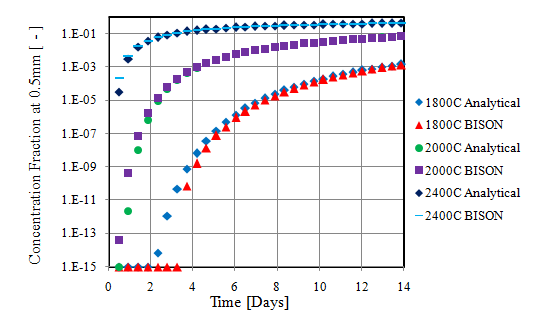 Concentration Fraction at 0.5mm [ - ]
1.E-01
1.E-03
1.E-05
1.E-07
1.E-09
1.E-11
1.E-13
1.E-15
0 2 4 6 8 10 12 14
Time [Days]
1800C Analytical
1800C BISON
2000C Analytical
2000C BISON
2400C Analytical
2400C BISON